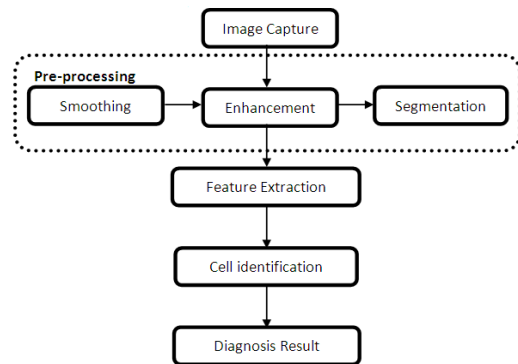 Image Capture
Pre-processing
Smoothing
Enhancement
Segmentation
Feature Extraction
Cell identification
Diagnosis Result